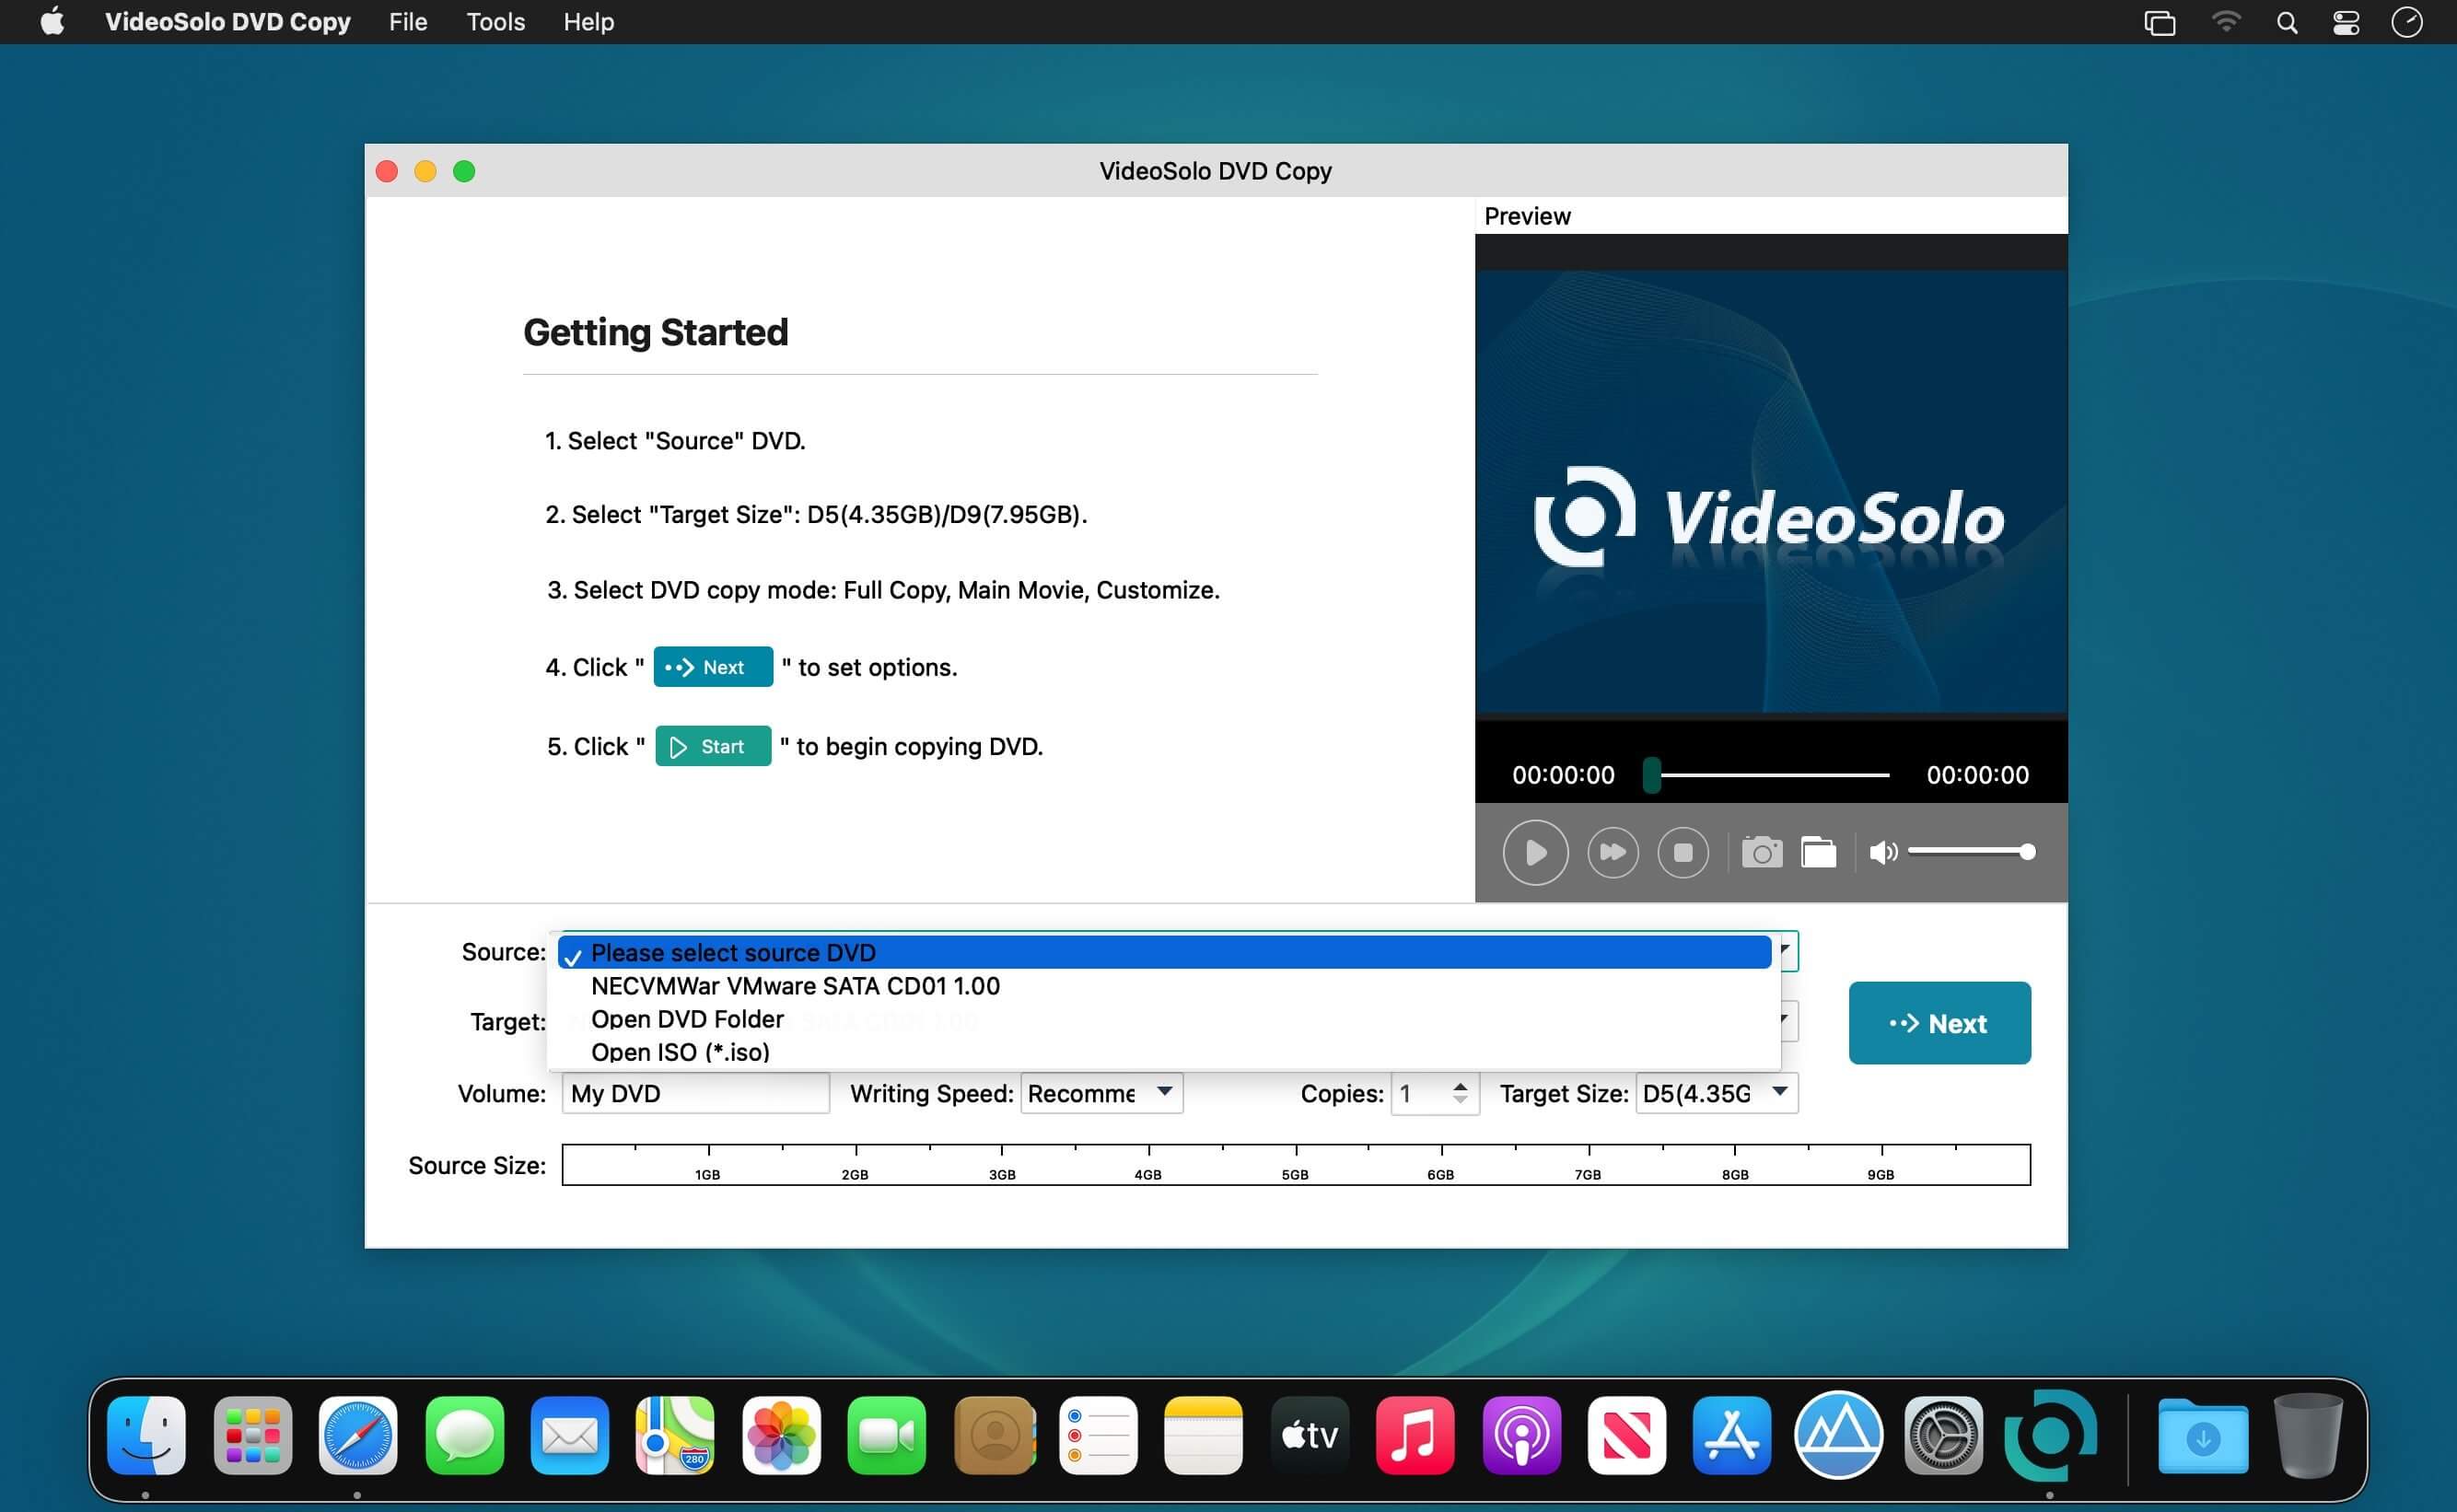 VideoSolo DVD Copy File Tools Help
VideoSolo DVD Copy
Preview
Getting Started
1. Select "Source" DVD.
2. Select "Target Size": D5(4.35GB)/D9(7.95GB).
3. Select DVD copy mode: Full Copy, Main Movie, Customize.
4. Click " Next " to set options.
5. Click " Start " to begin copying DVD.
VideoSolo
00:00:00 00:00:00
Source: Please select source DVD
NECVMWar VMware SATA CD01 1.00
Target: Open DVD Folder
Open ISO (*.iso)
Next
Volume: My DVD Writing Speed: Recomme Copies: 1 Target Size: D5(4.35G
Source Size: 1GB 2GB 3GB 4GB 5GB 6GB 7GB 8GB 9GB
280
tv